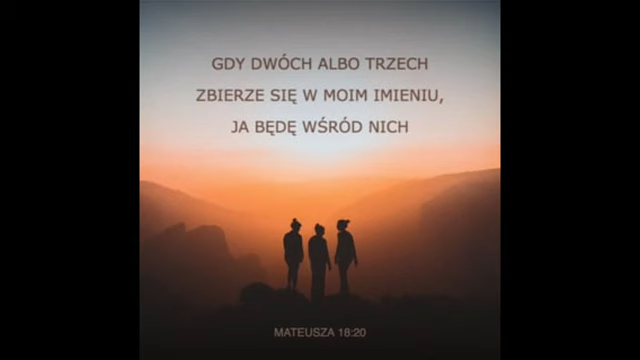 GDY DWÓCH ALBO TRZECH
ZBIERZE SIĘ W MOIM IMIENIU,
JA BĘDĘ WŚRÓD NICH
MATEUSZA 18:20